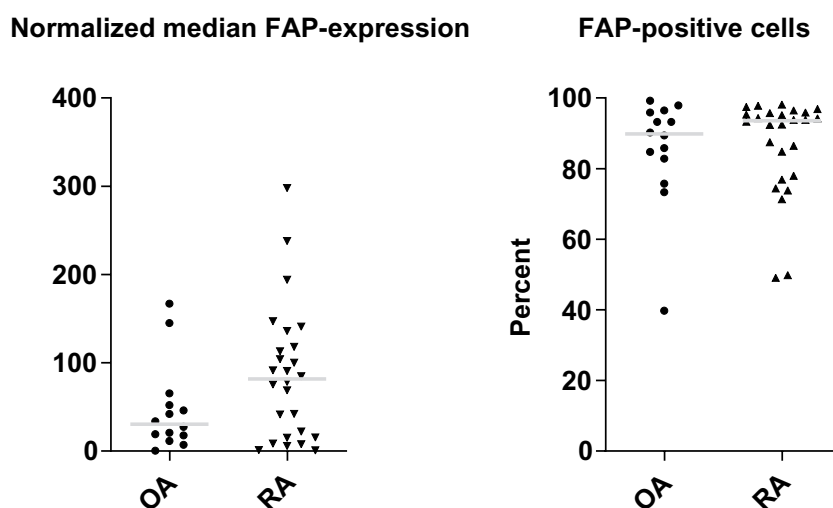 Normalized median FAP-expression
400
300
200
100
0
OA
RA
FAP-positive cells
Percent
100
80
60
40
20
0
OA
RA